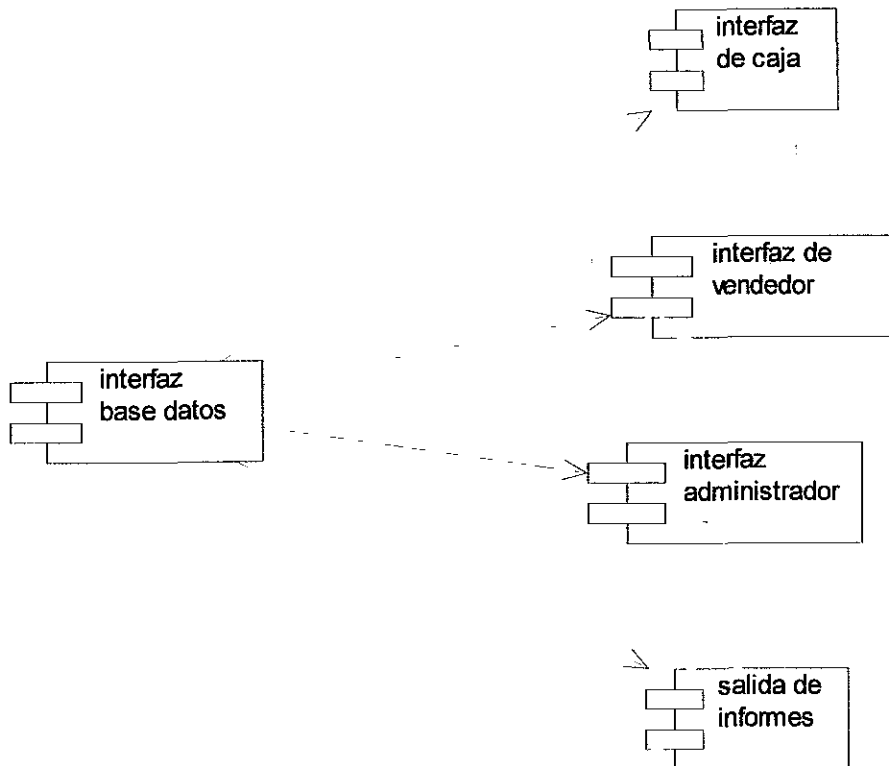 interfaz
de caja
interfaz de
vendedor
interfaz
base datos
interfaz
administrador
salida de
informes